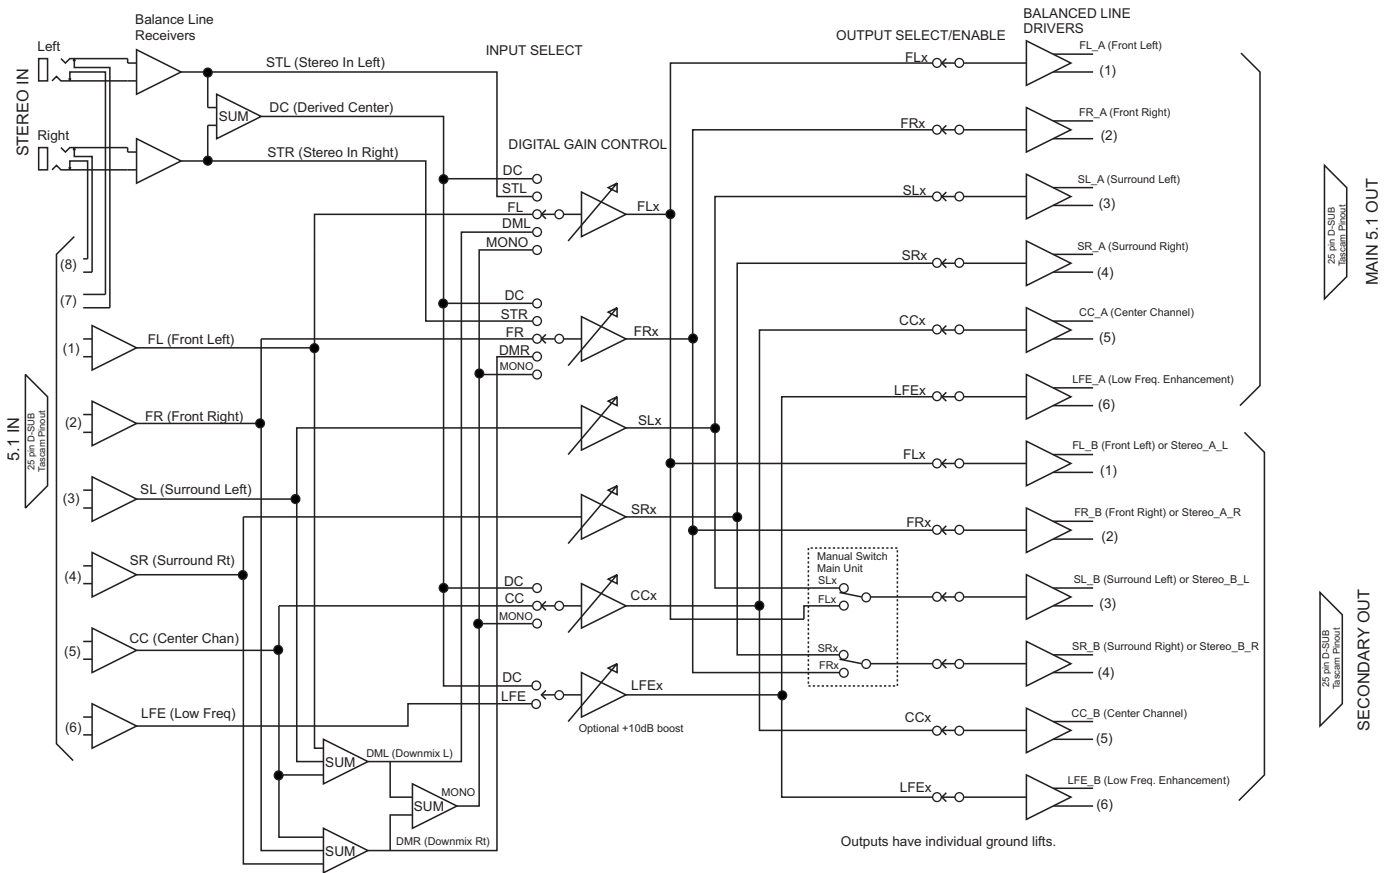 Balance Line
Receivers
Left
STEREO IN
Right
STL (Stereo In Left)
SUM
DC (Derived Center)
STR (Stereo In Right)
INPUT SELECT
DIGITAL GAIN CONTROL
DC
STL
FL
DML
MONO
FLx
DC
STR
FR
DMR
MONO
FRx
SLx
SRx
DC
CC
MONO
CCx
DC
LFE
LFEx
Optional +10dB boost
(8)
(7)
5.1 IN
25 pin D-SUB
Tascam Pinout
(1)
FL (Front Left)
(2)
FR (Front Right)
(3)
SL (Surround Left)
(4)
SR (Surround Rt)
(5)
CC (Center Chan)
(6)
LFE (Low Freq)
SUM
DML (Downmix L)
SUM
MONO
SUM
DMR (Downmix Rt)
OUTPUT SELECT/ENABLE
BALANCED LINE
DRIVERS
FLx
FL_A (Front Left)
(1)
FRx
FR_A (Front Right)
(2)
SLx
SL_A (Surround Left)
(3)
SRx
SR_A (Surround Right)
(4)
CCx
CC_A (Center Channel)
(5)
LFEx
LFE_A (Low Freq. Enhancement)
(6)
25 pin D-SUB
Tascam Pinout
MAIN 5.1 OUT
FLx
FL_B (Front Left) or Stereo_A_L
(1)
FRx
FR_B (Front Right) or Stereo_A_R
(2)
Manual Switch
Main Unit
SLx
FLx
SL_B (Surround Left) or Stereo_B_L
(3)
SRx
FRx
SR_B (Surround Right) or Stereo_B_R
(4)
CCx
CC_B (Center Channel)
(5)
LFEx
LFE_B (Low Freq. Enhancement)
(6)
25 pin D-SUB
Tascam Pinout
SECONDARY OUT
Outputs have individual ground lifts.